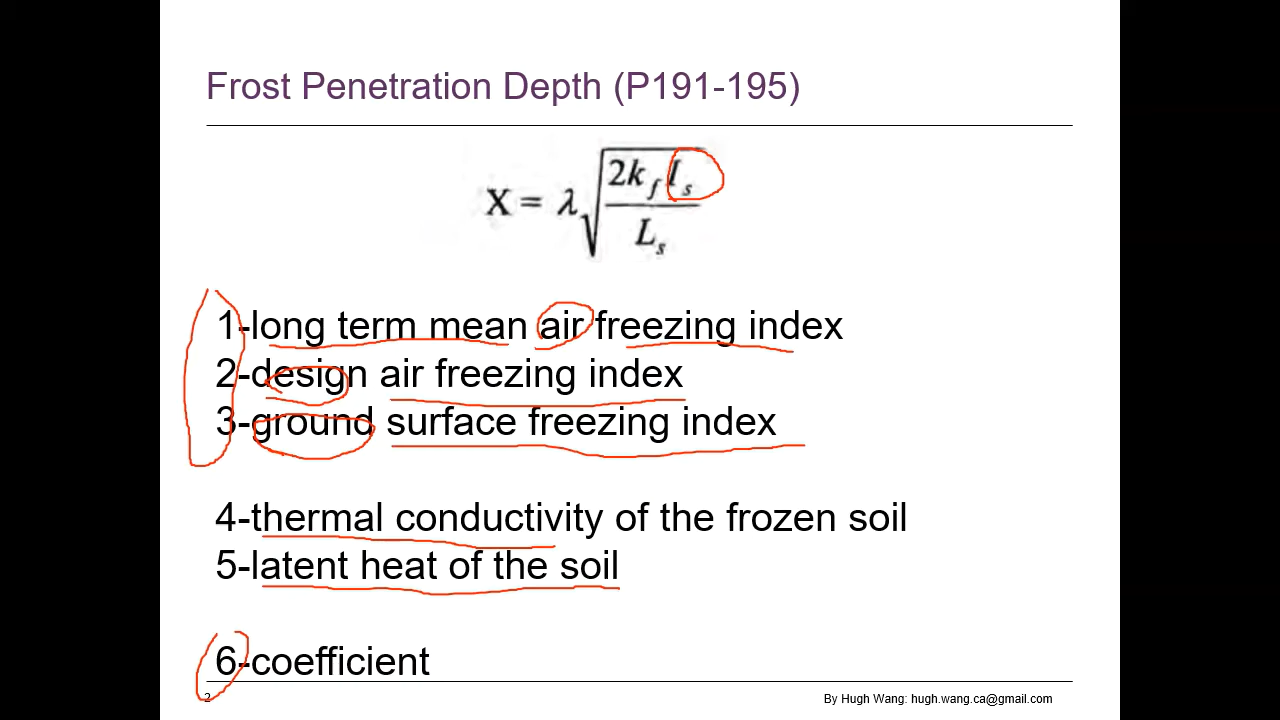 Frost Penetration Depth (P191-195)
X = λ√(2k_f I_s / L_s)
1-long term mean air freezing index
2-design air freezing index
3-ground surface freezing index
4-thermal conductivity of the frozen soil
5-latent heat of the soil
6-coefficient
2
By Hugh Wang: hugh.wang.ca@gmail.com